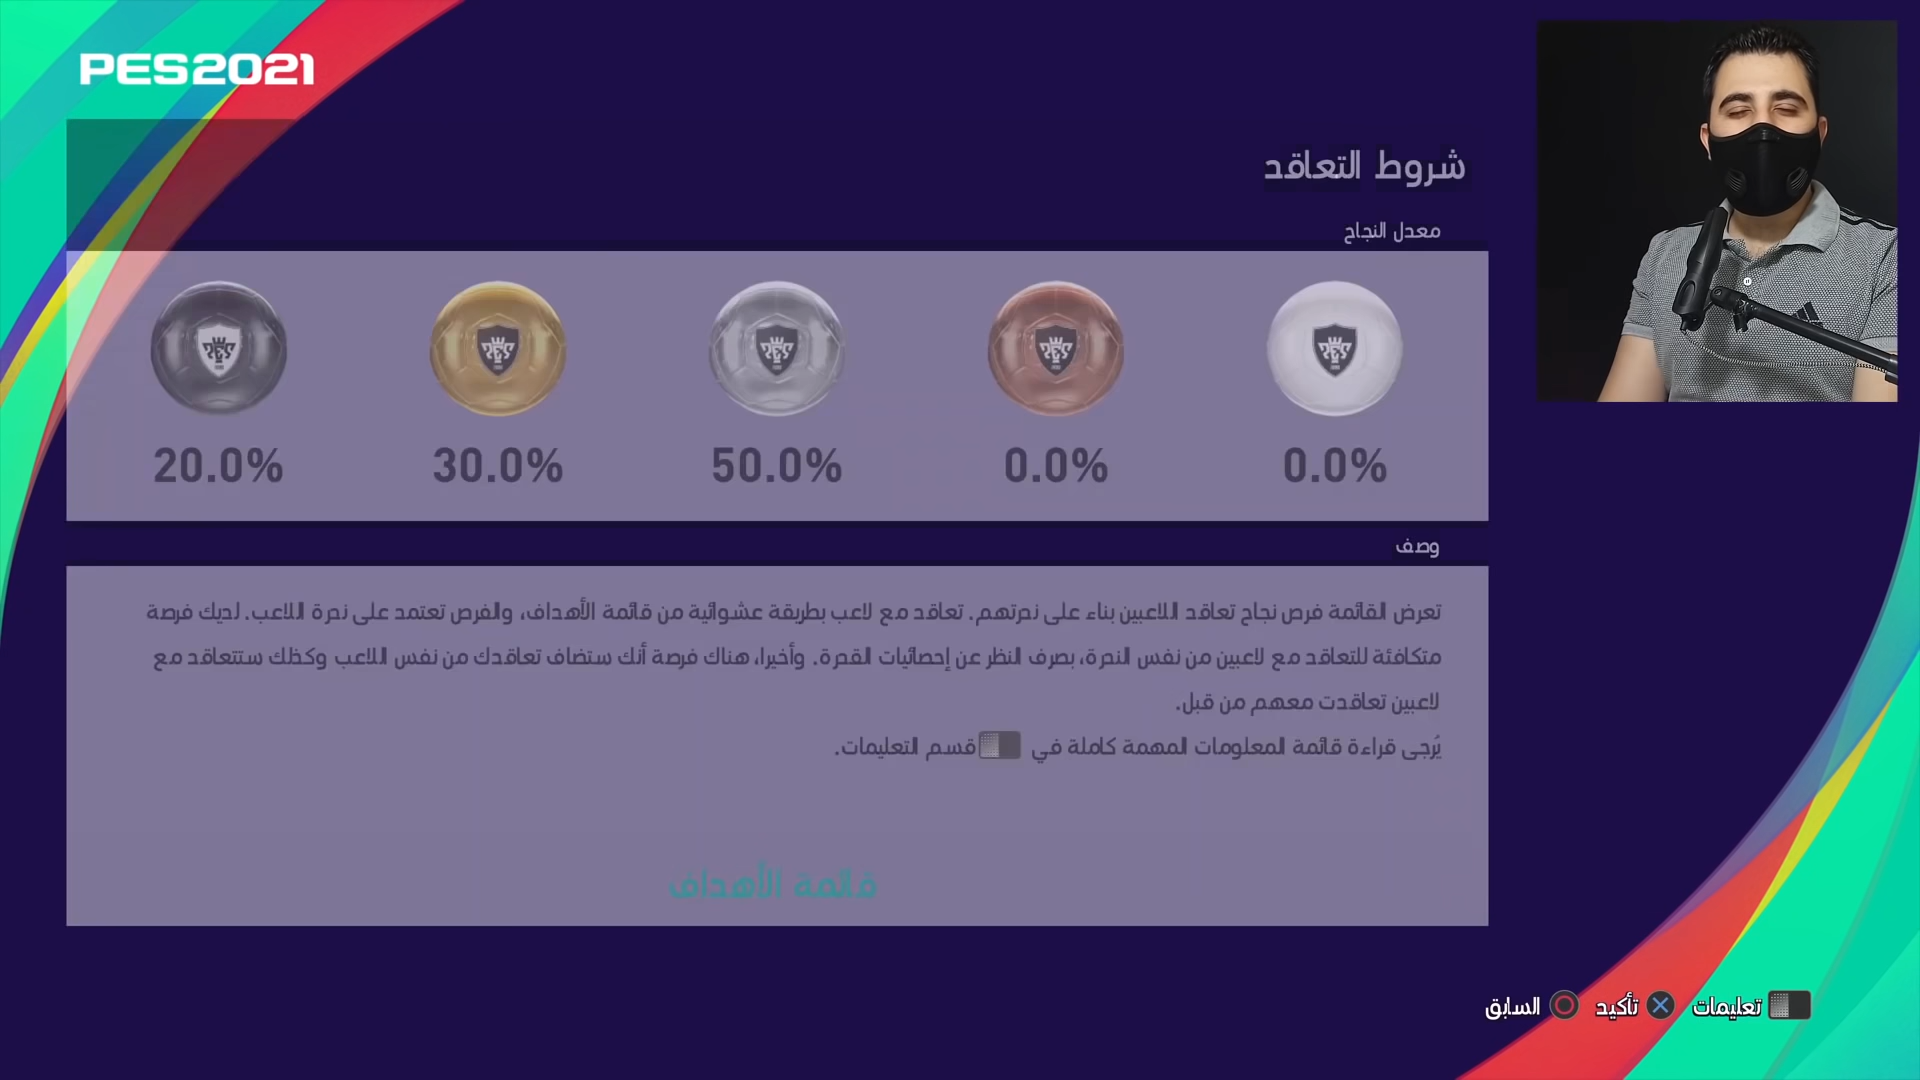 PES2021
شروط التعاقد
معدل النجاح
20.0% 30.0% 50.0% 0.0% 0.0%
وصف
تعرض القائمة فرص نجاح تعاقد اللاعبين بناء على ندرتهم. تعاقد مع لاعب بطريقة عشوائية من قائمة الأهداف، والفرص تعتمد على ندرة اللاعب. لديك فرصة
متكافئة للتعاقد مع لاعبين من نفس الندرة، بصرف النظر عن إحصائيات القدرة. وأخيرا، هناك فرصة أنك ستضاف تعاقدك من نفس اللاعب وكذلك ستتعاقد مع
لاعبين تعاقدت معهم من قبل.
يُرجى قراءة قائمة المعلومات المهمة كاملة في قسم التعليمات.
قائمة الأهداف
تعليمات تأكيد السابق